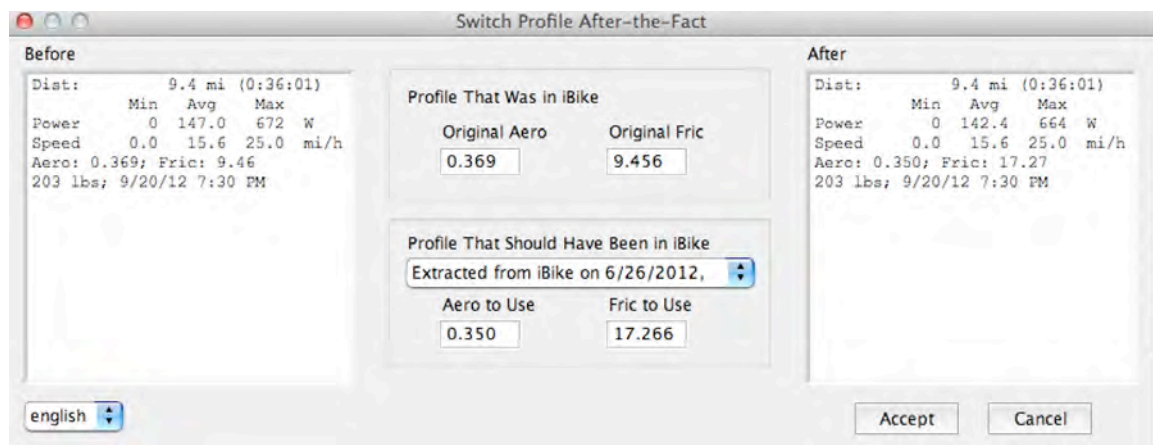 Switch Profile After-the-Fact
Before
Dist: 9.4 mi (0:36:01)
Min Avg Max
Power 0 147.0 672 W
Speed 0.0 15.6 25.0 mi/h
Aero: 0.369; Fric: 9.46
203 lbs; 9/20/12 7:30 PM
Profile That Was in iBike
Original Aero Original Fric
0.369 9.456
Profile That Should Have Been in iBike
Extracted from iBike on 6/26/2012,
Aero to Use Fric to Use
0.350 17.266
After
Dist: 9.4 mi (0:36:01)
Min Avg Max
Power 0 142.4 664 W
Speed 0.0 15.6 25.0 mi/h
Aero: 0.350; Fric: 17.27
203 lbs; 9/20/12 7:30 PM
english
Accept Cancel